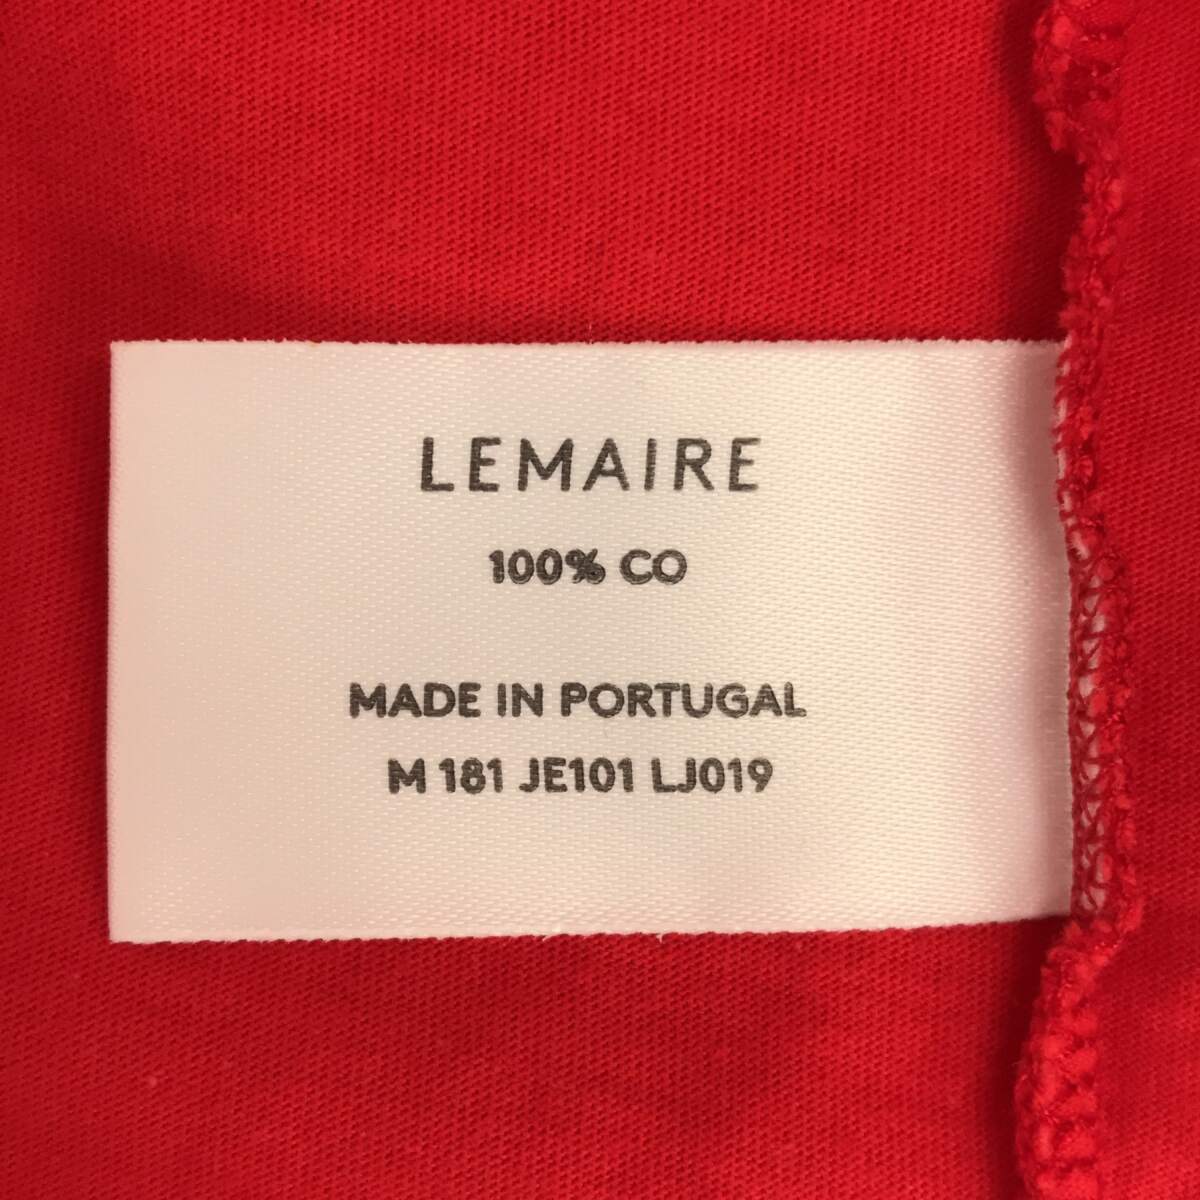 LEMAIRE
100% CO
MADE IN PORTUGAL
M 181 JE101 LJ019